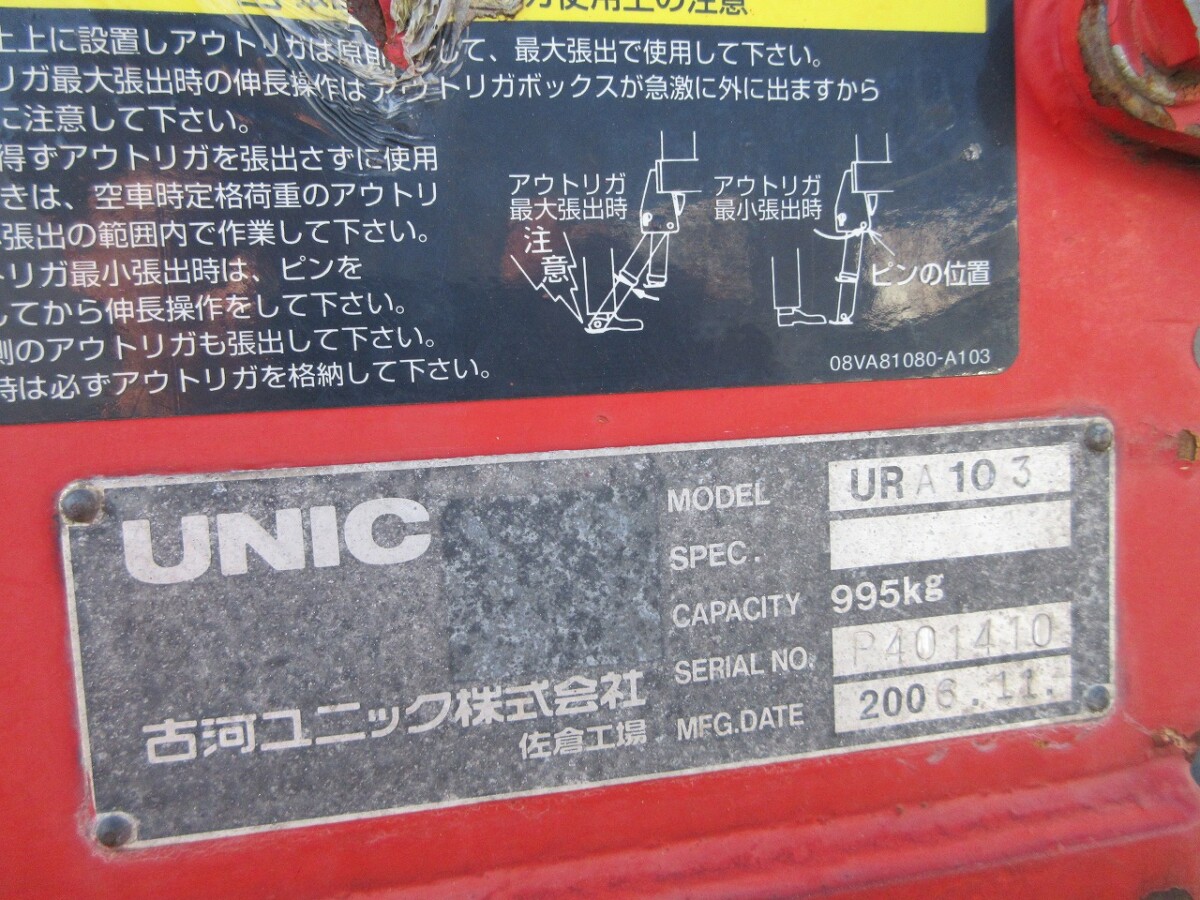 使用上の注意
上に設置しアウトリガは原則 して、最大張出で使用して下さい。
リガ最大張出時の伸長操作はアウトリガボックスが急激に外に出ますから
に注意して下さい。
得ずアウトリガを張出さずに使用
きは、空車時定格荷重のアウトリ
張出の範囲内で作業して下さい。
トリガ最小張出時は、ピンを
してから伸長操作をして下さい。
側のアウトリガも張出して下さい。
時は必ずアウトリガを格納して下さい。
アウトリガ
最大張出時
注意
アウトリガ
最小張出時
ピンの位置
08VA81080-A103
UNIC
古河ユニック株式会社
佐倉工場
MODEL URA103
SPEC.
CAPACITY 995kg
SERIAL NO. P401410
MFG.DATE 2006.11.